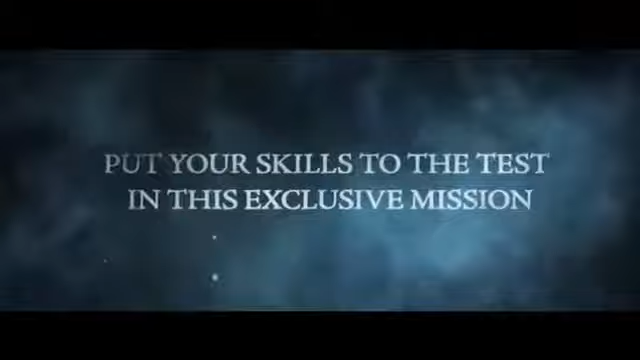 PUT YOUR SKILLS TO THE TEST
IN THIS EXCLUSIVE MISSION